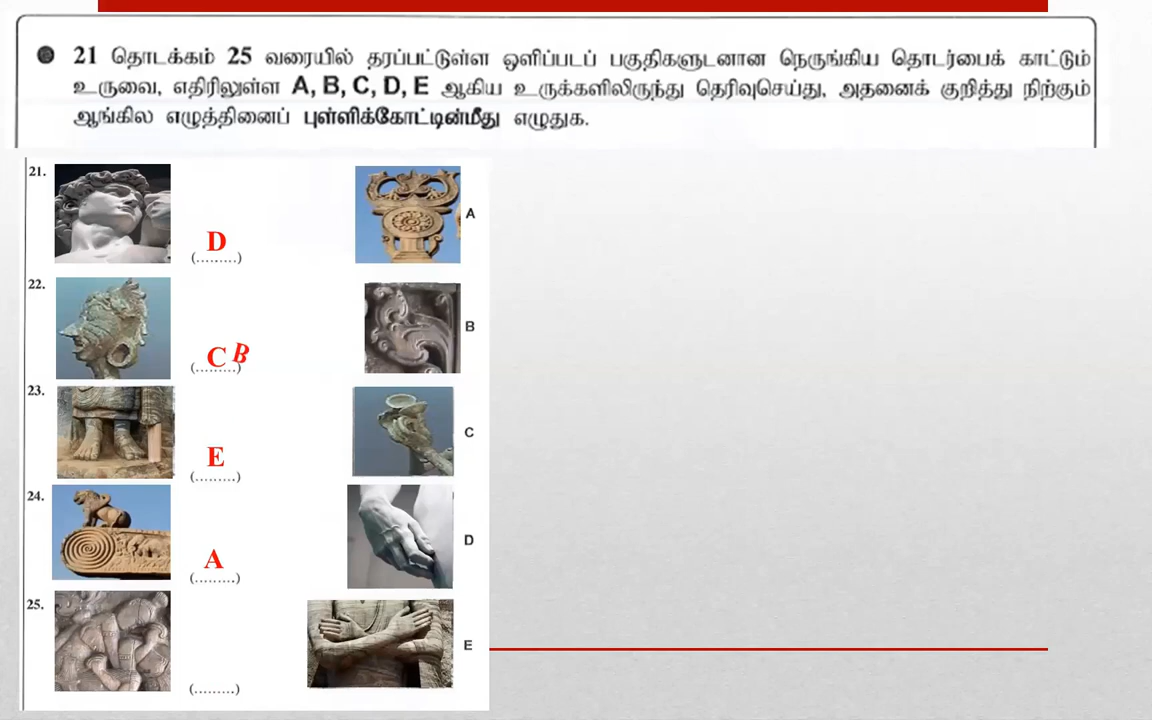 21 தொடக்கம் 25 வரையில் தரப்பட்டுள்ள ஒளிப்படப் பகுதிகளுடனான நெருங்கிய தொடர்பைக் காட்டும்
உருவை, எதிரிலுள்ள A, B, C, D, E ஆகிய உருக்களிலிருந்து தெரிவுசெய்து, அதனைக் குறித்து நிற்கும்
ஆங்கில எழுத்தினைப் புள்ளிக்கோட்டின்மீது எழுதுக.
21.
A
D
(.........)
22.
B
C B
(.........)
23.
C
E
(.........)
24.
D
A
(.........)
25.
E
(.........)